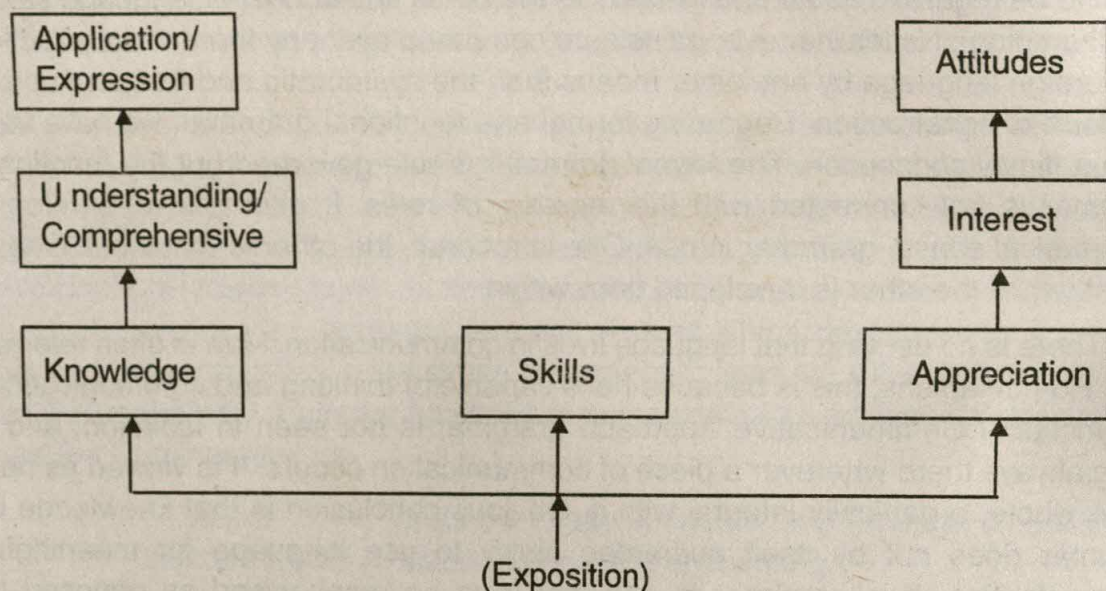 Application/
Expression
Attitudes
U nderstanding/
Comprehensive
Interest
Knowledge
Skills
Appreciation
(Exposition)